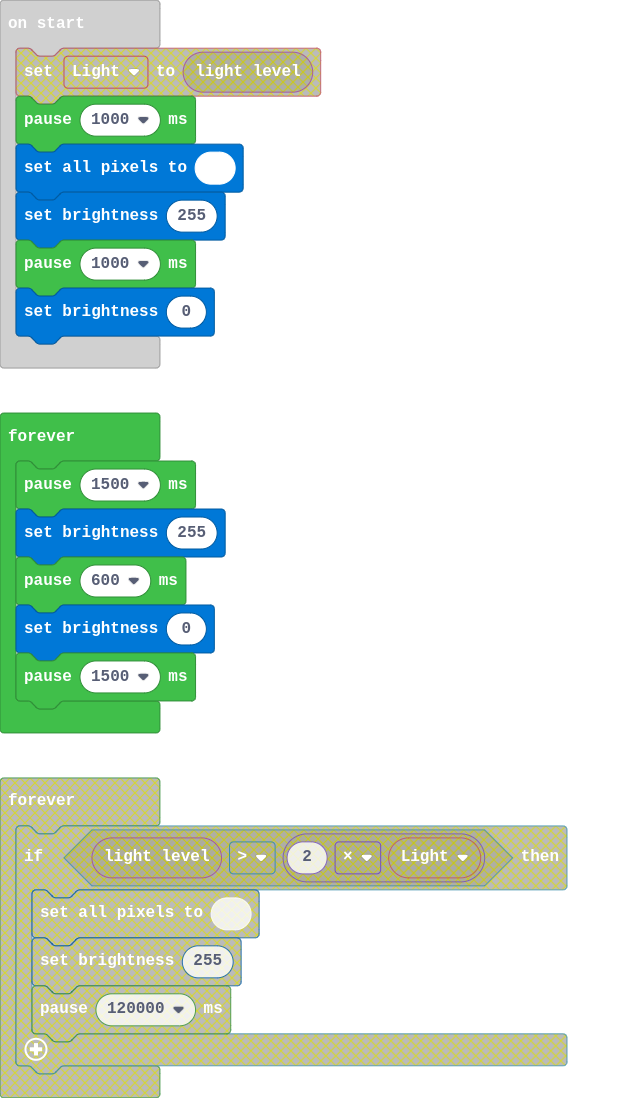 on start
set Light to light level
pause 1000 ms
set all pixels to
set brightness 255
pause 1000 ms
set brightness 0
forever
pause 1500 ms
set brightness 255
pause 600 ms
set brightness 0
pause 1500 ms
forever
if light level > 2 × Light then
set all pixels to
set brightness 255
pause 120000 ms